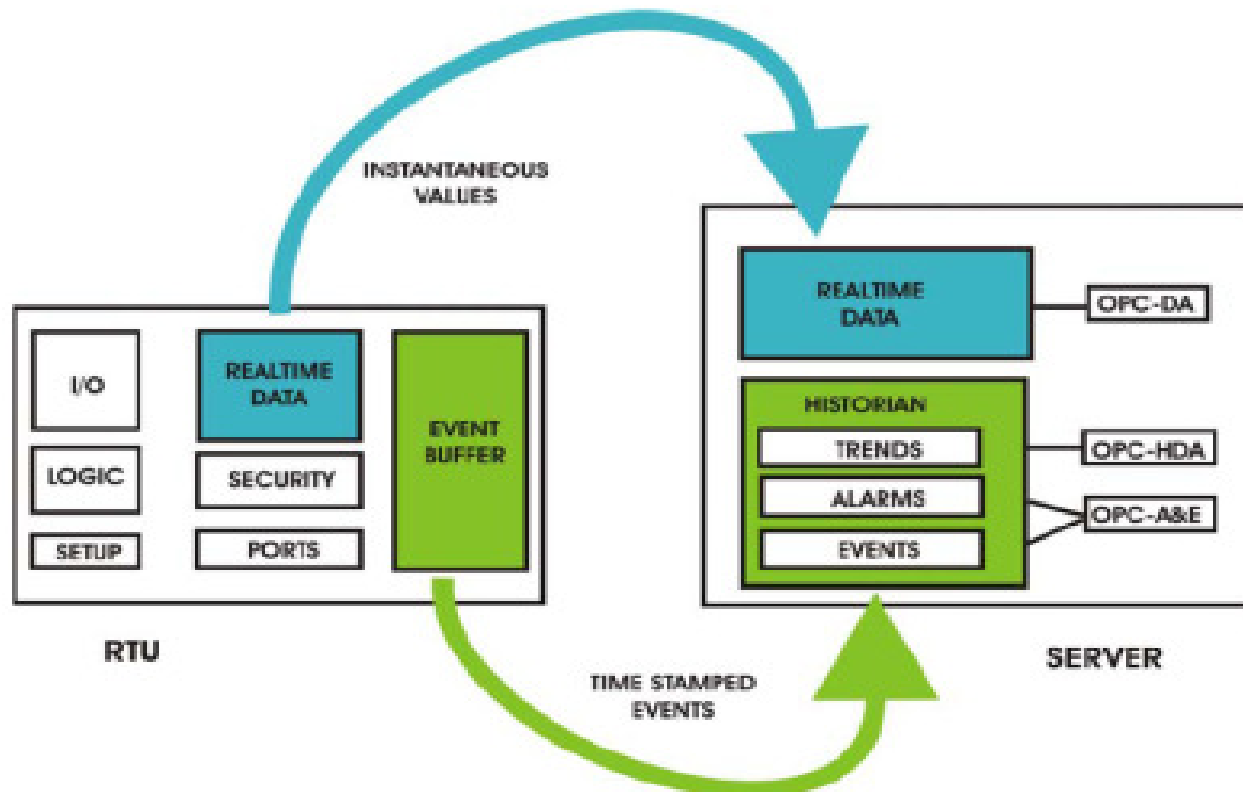 INSTANTANEOUS
VALUES
I/O
LOGIC
SETUP
REALTIME
DATA
SECURITY
PORTS
EVENT
BUFFER
RTU
REALTIME
DATA
OPC-DA
HISTORIAN
TRENDS
ALARMS
EVENTS
OPC-HDA
OPC-A&E
SERVER
TIME STAMPED
EVENTS